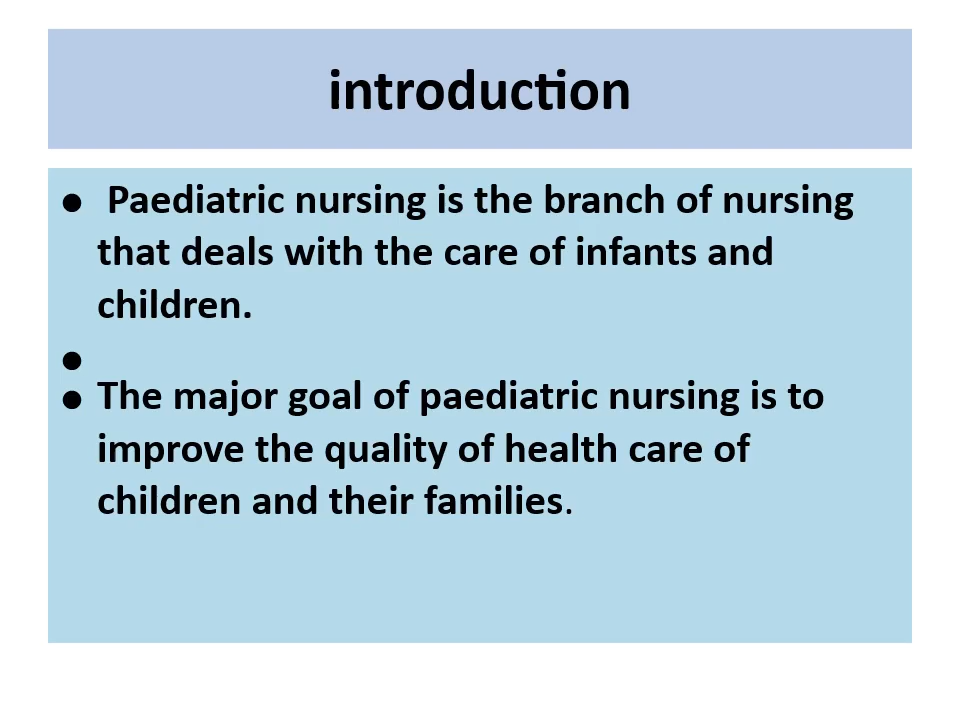 introduction
● Paediatric nursing is the branch of nursing
that deals with the care of infants and
children.
●
● The major goal of paediatric nursing is to
improve the quality of health care of
children and their families.